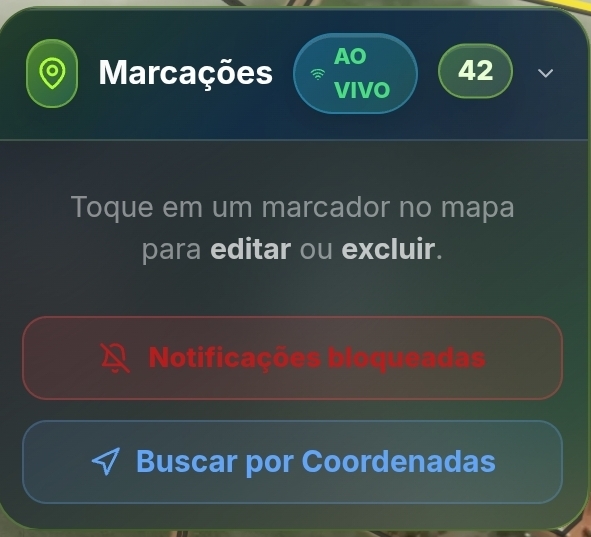 Marcações
AO
VIVO
42
Toque em um marcador no mapa
para editar ou excluir.
Notificações bloqueadas
Buscar por Coordenadas